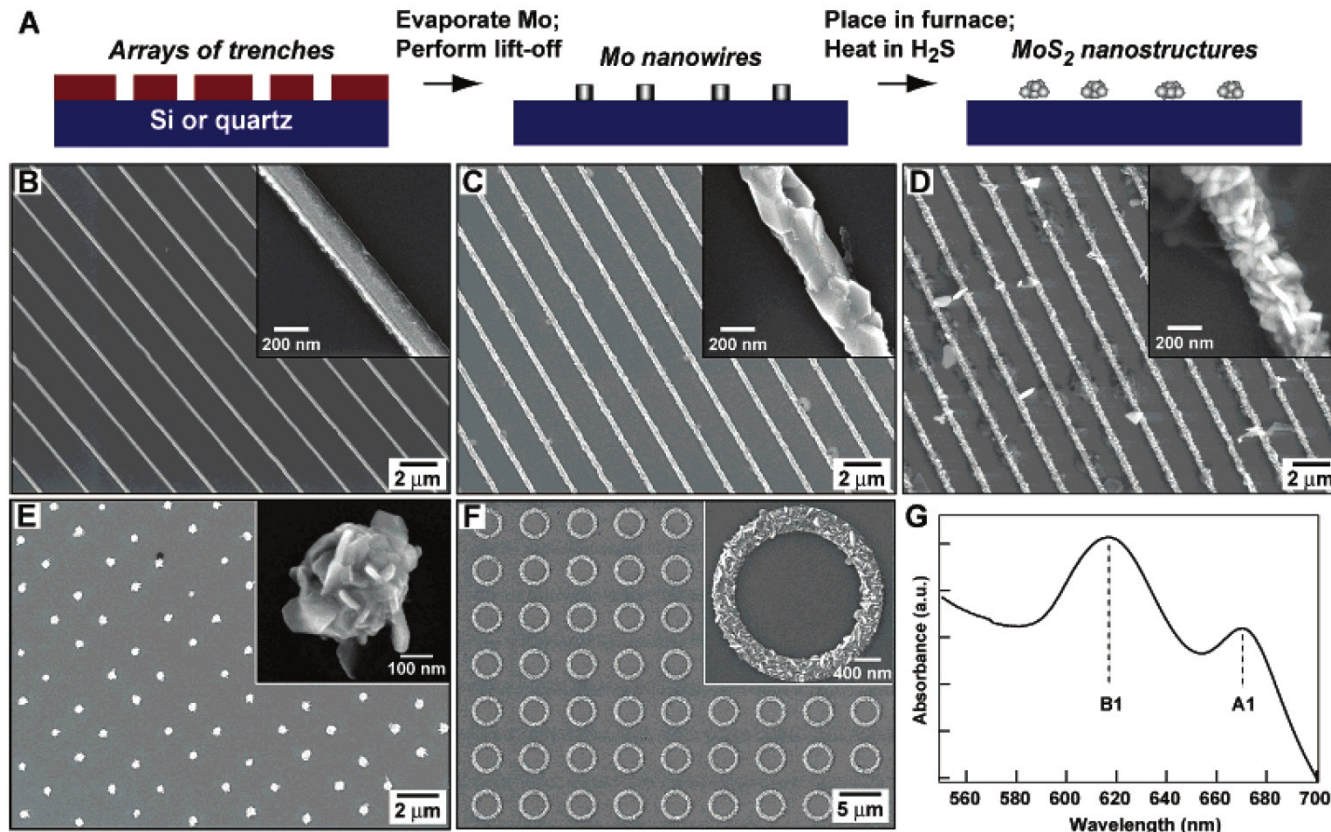 A
Arrays of trenches
Si or quartz
Evaporate Mo;
Perform lift-off
Mo nanowires
Place in furnace;
Heat in H₂S
MoS₂ nanostructures
B
200 nm
2 μm
C
200 nm
2 μm
D
200 nm
2 μm
E
100 nm
2 μm
F
400 nm
5 μm
G
Absorbance (a.u.)
B1
A1
560 580 600 620 640 660 680 700
Wavelength (nm)